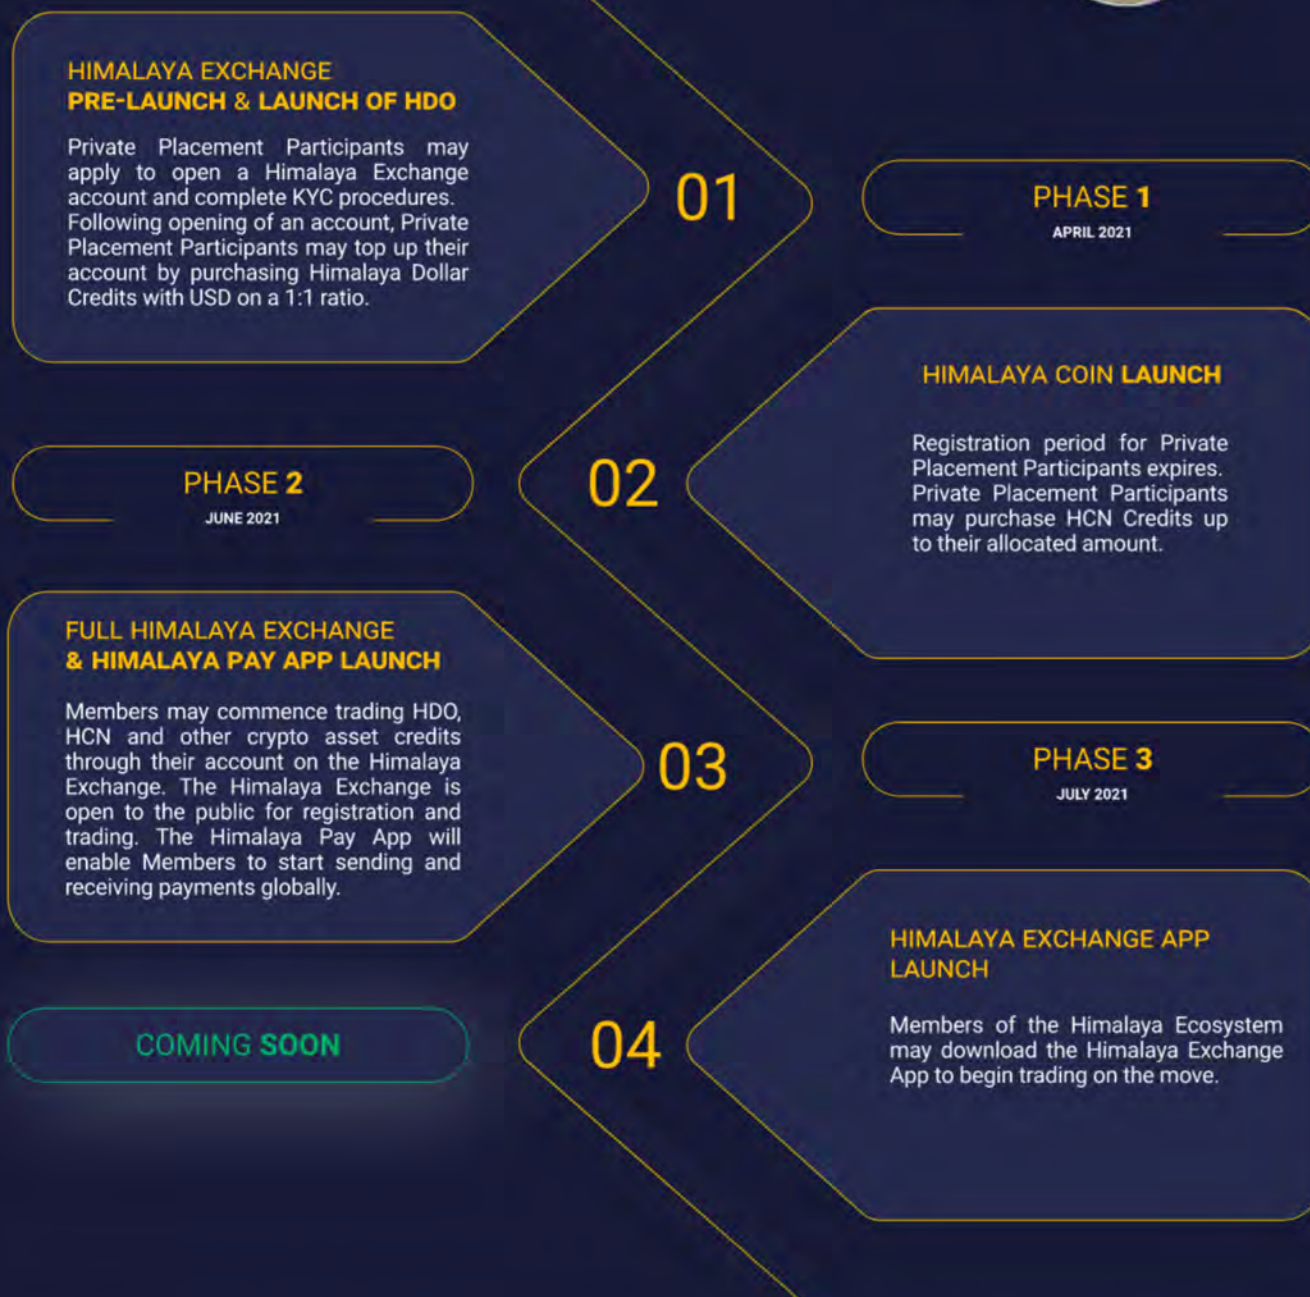 HIMALAYA EXCHANGE
PRE-LAUNCH & LAUNCH OF HDO
Private Placement Participants may
apply to open a Himalaya Exchange
account and complete KYC procedures.
Following opening of an account, Private
Placement Participants may top up their
account by purchasing Himalaya Dollar
Credits with USD on a 1:1 ratio.
01
PHASE 1
APRIL 2021
PHASE 2
JUNE 2021
02
HIMALAYA COIN LAUNCH
Registration period for Private
Placement Participants expires.
Private Placement Participants
may purchase HCN Credits up
to their allocated amount.
FULL HIMALAYA EXCHANGE
& HIMALAYA PAY APP LAUNCH
Members may commence trading HDO,
HCN and other crypto asset credits
through their account on the Himalaya
Exchange. The Himalaya Exchange is
open to the public for registration and
trading. The Himalaya Pay App will
enable Members to start sending and
receiving payments globally.
03
PHASE 3
JULY 2021
COMING SOON
04
HIMALAYA EXCHANGE APP
LAUNCH
Members of the Himalaya Ecosystem
may download the Himalaya Exchange
App to begin trading on the move.